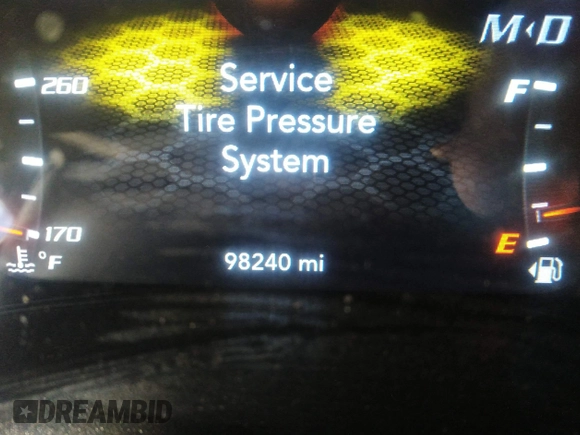 M◁D
260
Service
F
Tire Pressure
System
170
E
°F
98240 mi
DREAMBID